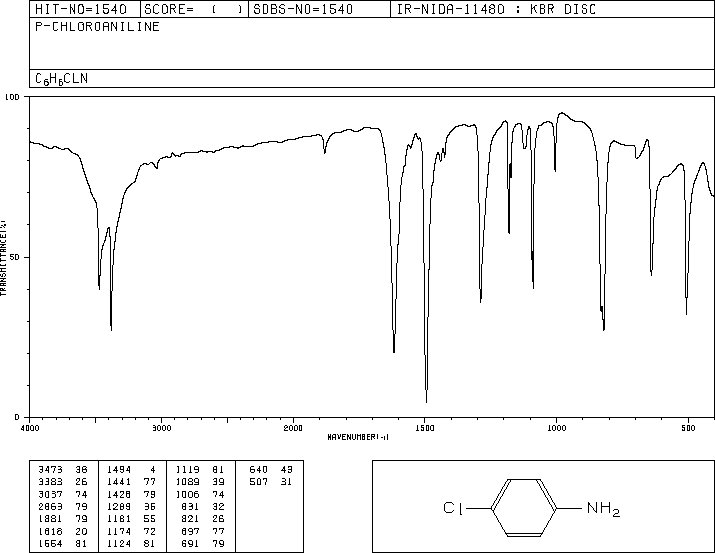 HIT-NO=1540 SCORE= ( ) SDBS-NO=1540 IR-NIDA-11480 : KBR DISC
P-CHLOROANILINE
C6H6CLN
100
50
0
TRANSMITTANCE(%)
4000 3000 2000 1500 1000 500
WAVENUMBER(-1)
3473 38 1494 4 1119 81 640 43
3383 26 1441 77 1089 39 507 31
3037 74 1428 79 1006 74
2863 79 1289 35 831 32
1881 79 1181 55 821 26
1616 20 1174 72 697 77
1554 81 1124 81 691 79
Cl NH2